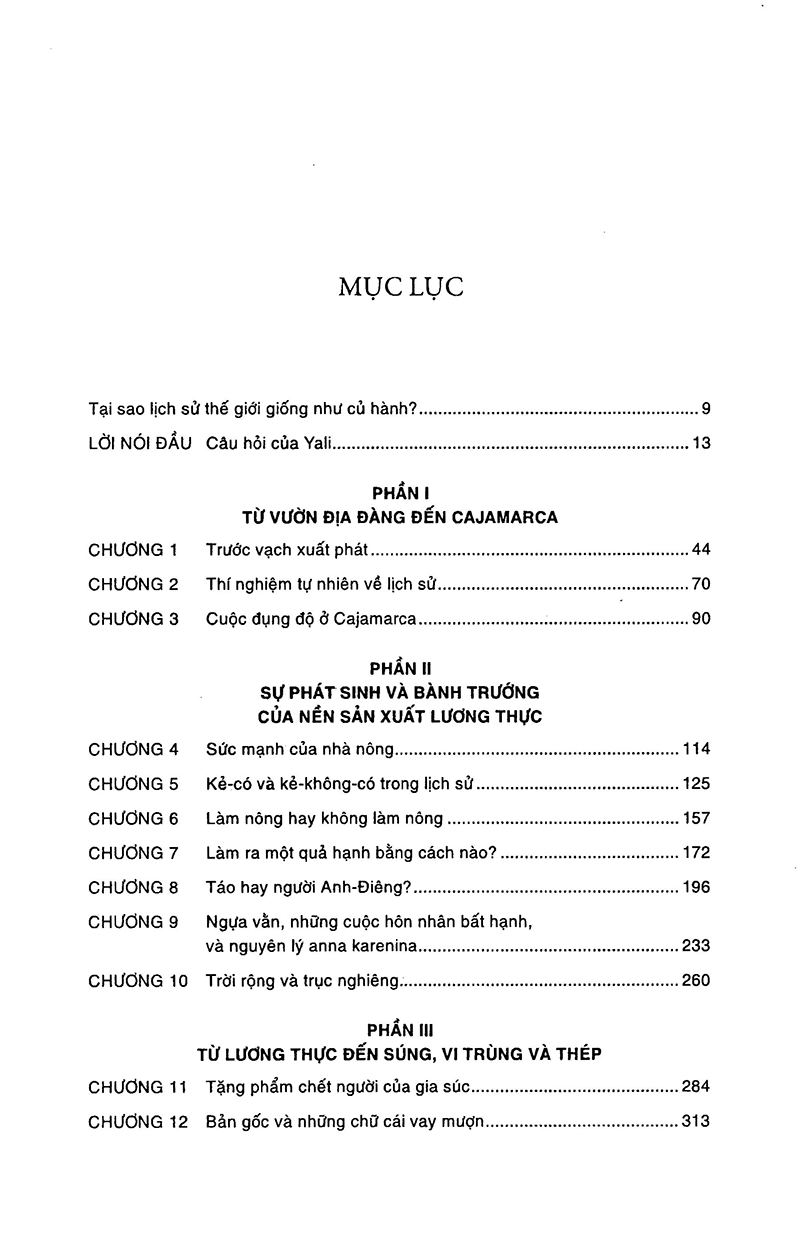 MỤC LỤC
Tại sao lịch sử thế giới giống như củ hành?..........................................................9
LỜI NÓI ĐẦU Câu hỏi của Yali..........................................................................13
PHẦN I
TỪ VƯỜN ĐỊA ĐÀNG ĐẾN CAJAMARCA
CHƯƠNG 1 Trước vạch xuất phát..................................................................44
CHƯƠNG 2 Thí nghiệm tự nhiên về lịch sử....................................................70
CHƯƠNG 3 Cuộc đụng độ ở Cajamarca........................................................90
PHẦN II
SỰ PHÁT SINH VÀ BÀNH TRƯỚNG
CỦA NỀN SẢN XUẤT LƯƠNG THỰC
CHƯƠNG 4 Sức mạnh của nhà nông...........................................................114
CHƯƠNG 5 Kẻ-có và kẻ-không-có trong lịch sử..........................................125
CHƯƠNG 6 Làm nông hay không làm nông ................................................157
CHƯƠNG 7 Làm ra một quả hạnh bằng cách nào?.....................................172
CHƯƠNG 8 Táo hay người Anh-Điêng?.......................................................196
CHƯƠNG 9 Ngựa vằn, những cuộc hôn nhân bất hạnh,
và nguyên lý anna karenina......................................................233
CHƯƠNG 10 Trời rộng và trục nghiêng..........................................................260
PHẦN III
TỪ LƯƠNG THỰC ĐẾN SÚNG, VI TRÙNG VÀ THÉP
CHƯƠNG 11 Tặng phẩm chết người của gia súc...........................................284
CHƯƠNG 12 Bản gốc và những chữ cái vay mượn........................................313